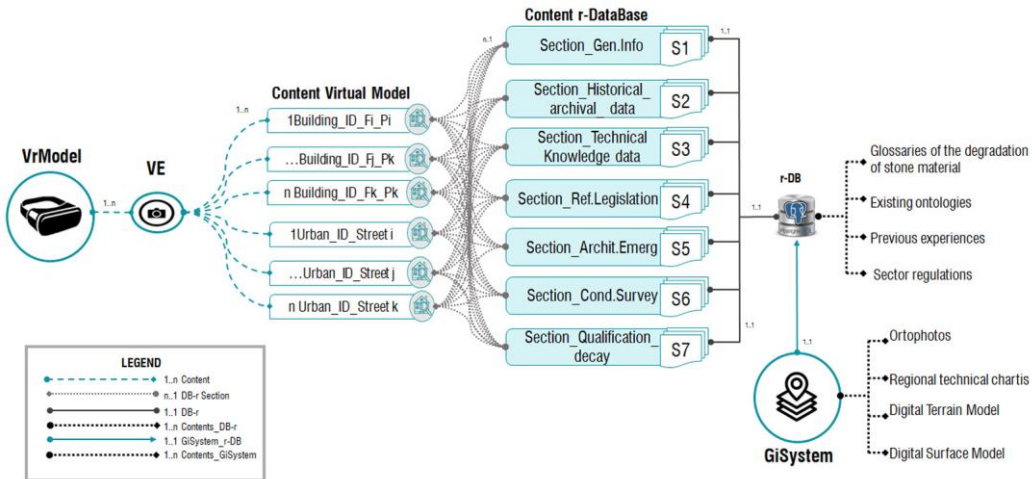 Content r-DataBase
n..1
1..1
Section_Gen.Info
S1
Section_Historical_
archival_ data
S2
Section_Technical
Knowledge data
S3
Section_Ref.Legislation
S4
Section_Archit.Emerg
S5
Section_Cond.Survey
S6
Section_Qualification_
decay
S7
1..1
1..1
Content Virtual Model
1..n
1Building_ID_Fi_Pi
...Building_ID_Fj_Pk
n Building_ID_Fk_Pk
1Urban_ID_Street i
...Urban_ID_Street j
n Urban_ID_Street k
VrModel
1..n
VE
r-DB
Glossaries of the degradation
of stone material
Existing ontologies
Previous experiences
Sector regulations
1..1
GiSystem
Ortophotos
Regional technical chartis
Digital Terrain Model
Digital Surface Model
LEGEND
1..n Content
n..1 DB-r Section
1..1 DB-r
1..n Contents_DB-r
1..1 GiSystem_r-DB
1..n Contents_GiSystem